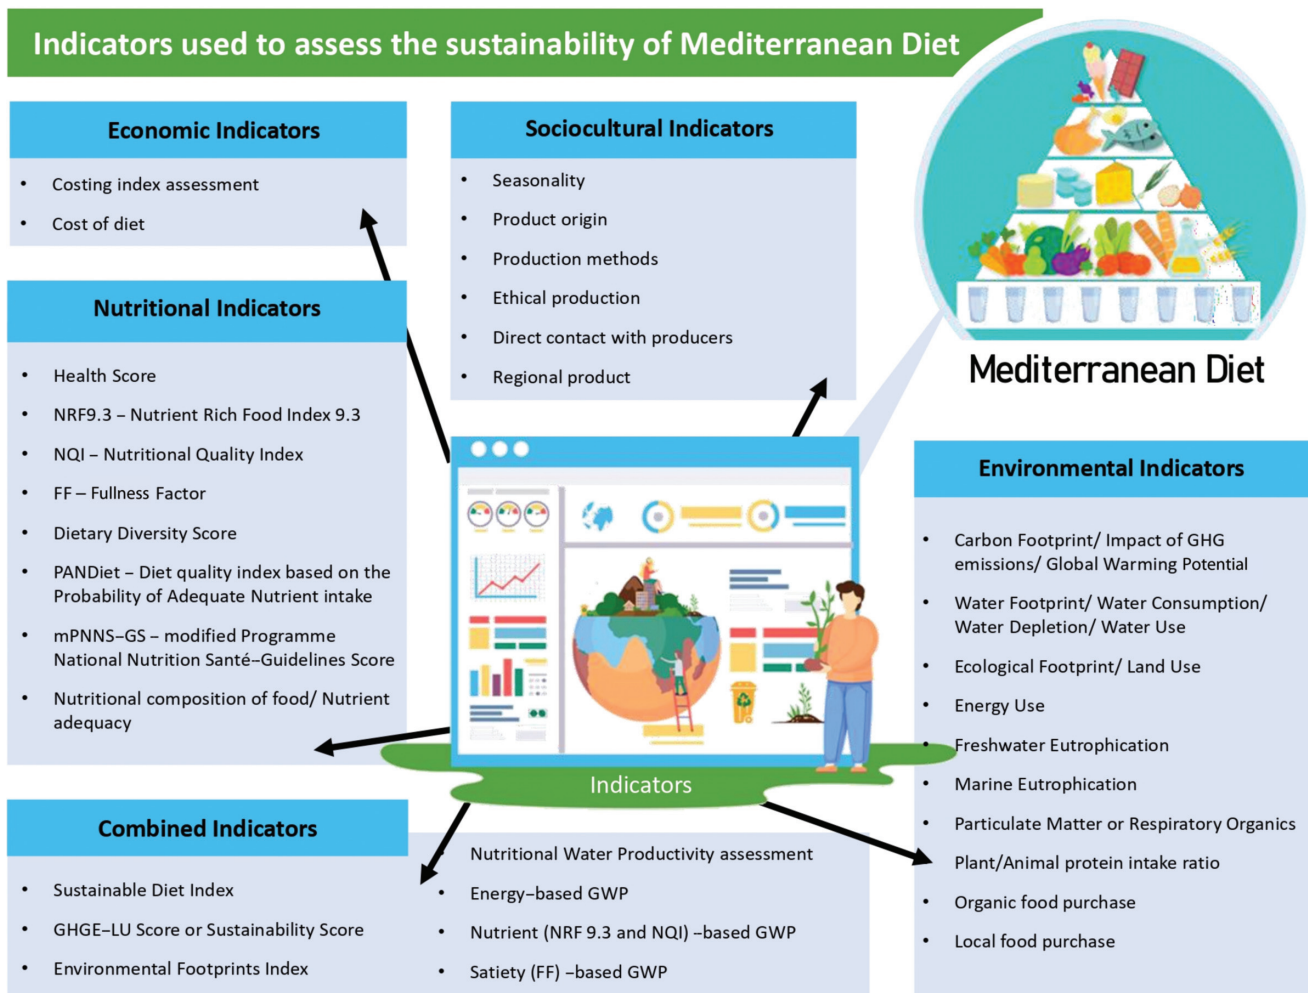 Indicators used to assess the sustainability of Mediterranean Diet
Economic Indicators
• Costing index assessment
• Cost of diet
Sociocultural Indicators
• Seasonality
• Product origin
• Production methods
• Ethical production
• Direct contact with producers
• Regional product
Mediterranean Diet
Nutritional Indicators
• Health Score
• NRF9.3 – Nutrient Rich Food Index 9.3
• NQI – Nutritional Quality Index
• FF – Fullness Factor
• Dietary Diversity Score
• PANDiet – Diet quality index based on the
Probability of Adequate Nutrient intake
• mPNNS–GS – modified Programme
National Nutrition Santé–Guidelines Score
• Nutritional composition of food/ Nutrient
adequacy
Environmental Indicators
• Carbon Footprint/ Impact of GHG
emissions/ Global Warming Potential
• Water Footprint/ Water Consumption/
Water Depletion/ Water Use
• Ecological Footprint/ Land Use
• Energy Use
• Freshwater Eutrophication
• Marine Eutrophication
• Particulate Matter or Respiratory Organics
• Plant/Animal protein intake ratio
• Organic food purchase
• Local food purchase
Indicators
Combined Indicators
• Sustainable Diet Index
• GHGE–LU Score or Sustainability Score
• Environmental Footprints Index
• Nutritional Water Productivity assessment
• Energy–based GWP
• Nutrient (NRF 9.3 and NQI) –based GWP
• Satiety (FF) –based GWP